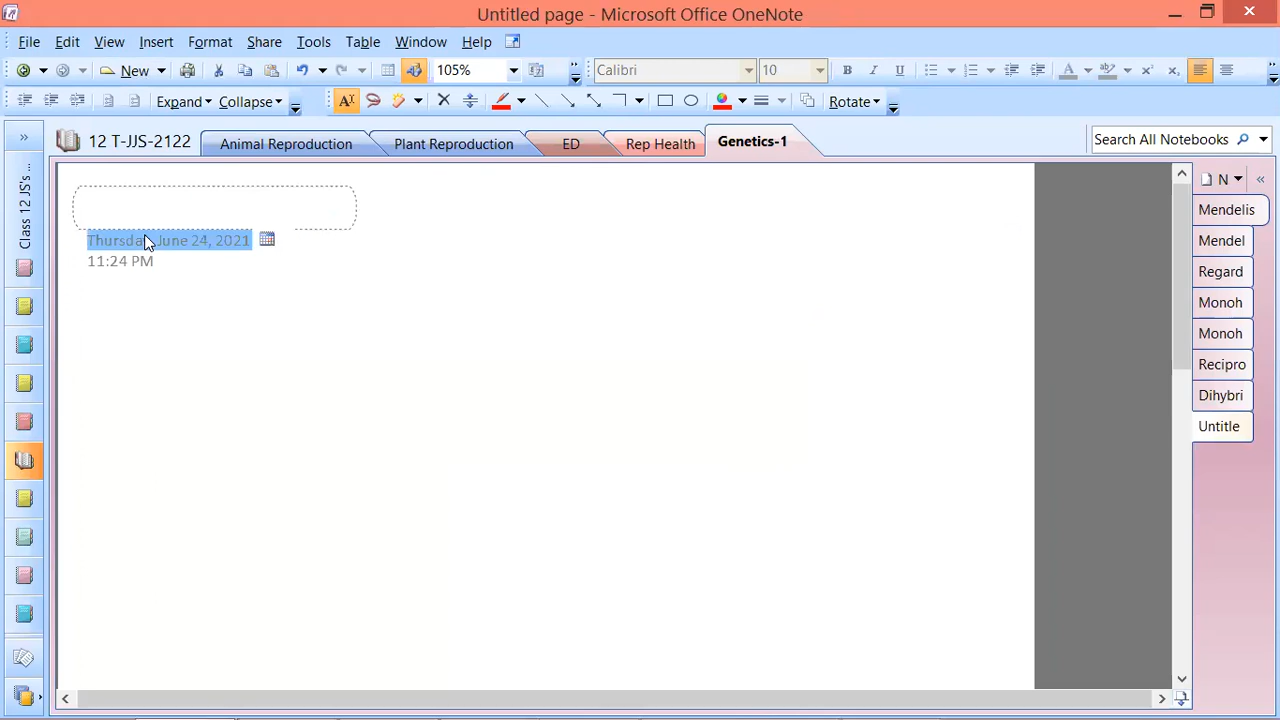 Untitled page - Microsoft Office OneNote
File Edit View Insert Format Share Tools Table Window Help
New 105% Calibri 10 B I U
Expand Collapse Rotate
12 T-JJS-2122 Animal Reproduction Plant Reproduction ED Rep Health Genetics-1 Search All Notebooks
Class 12 JS's
N
Mendelis
Mendel
Regard
Monoh
Monoh
Recipro
Dihybri
Untitle
Thursday, June 24, 2021
11:24 PM